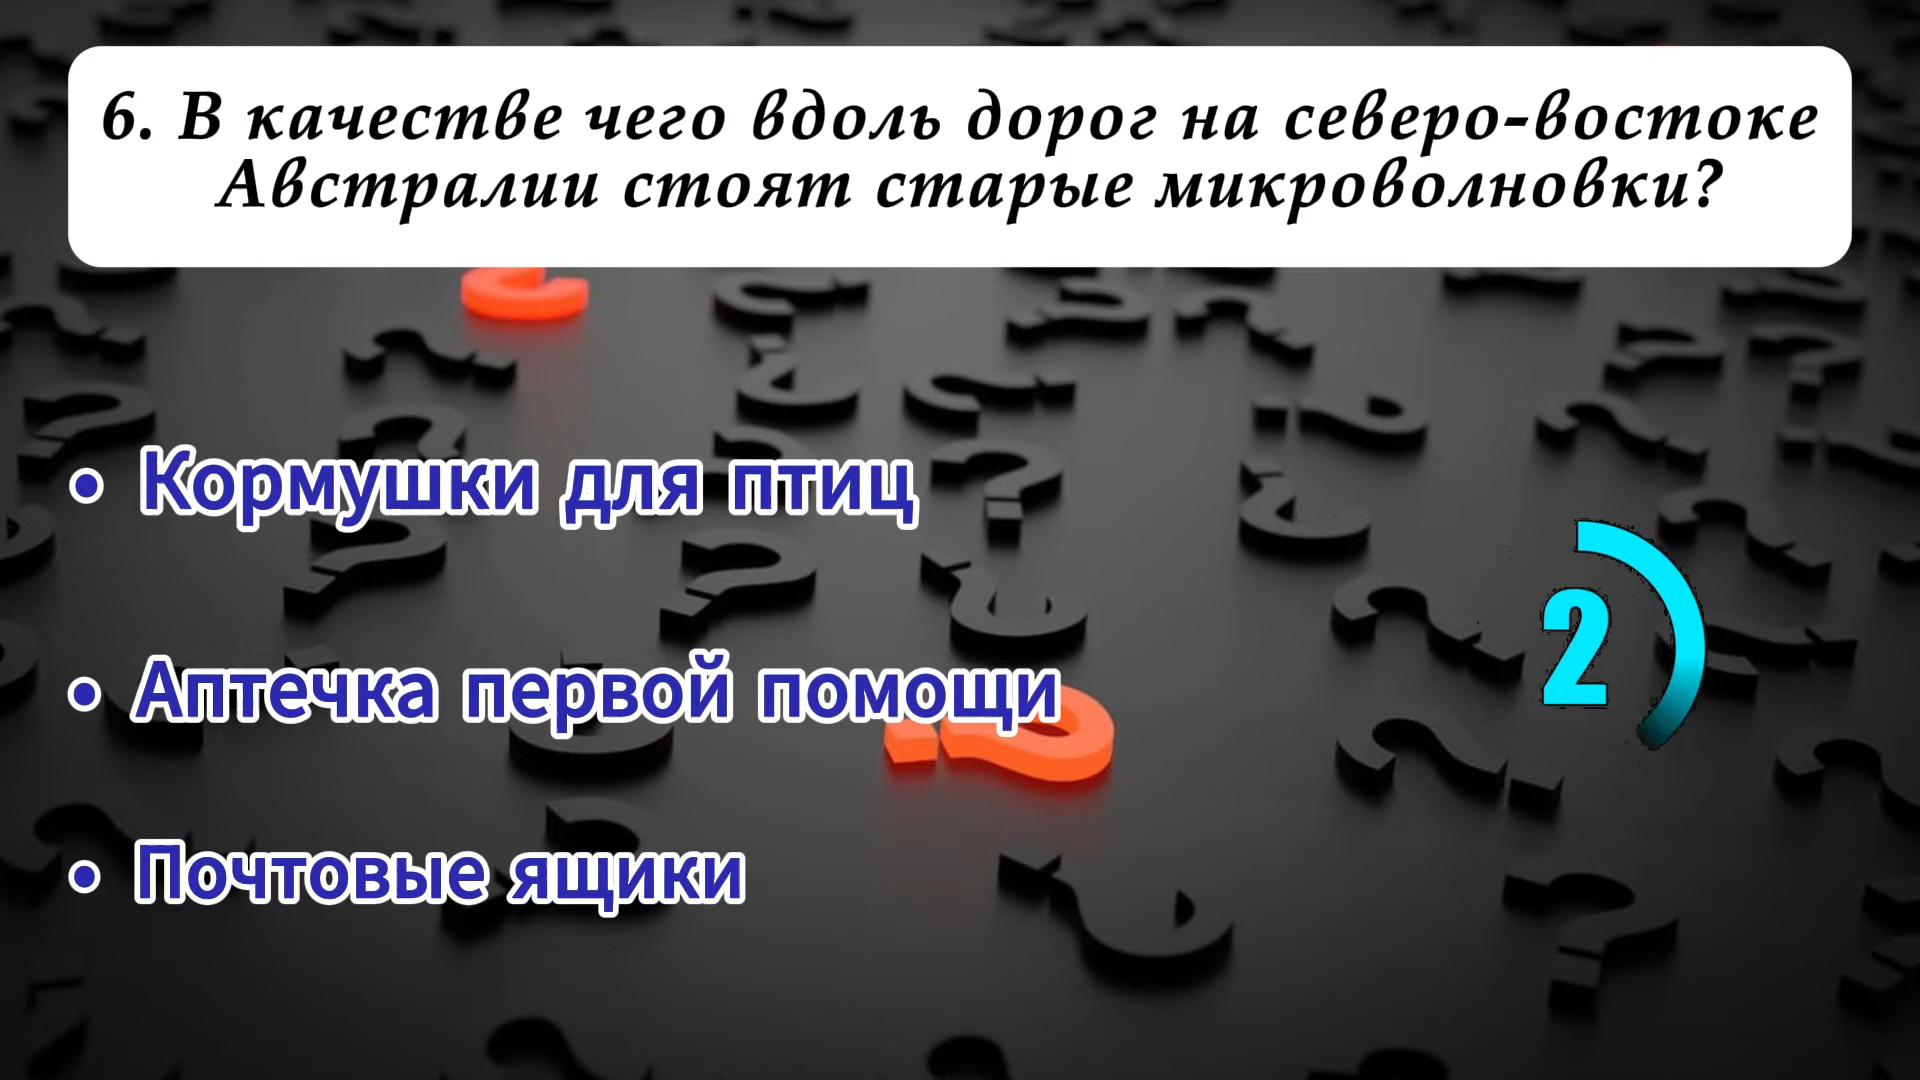 6. В качестве чего вдоль дорог на северо-востоке
Австралии стоят старые микроволновки?
• Кормушки для птиц
2
• Аптечка первой помощи
• Почтовые ящики